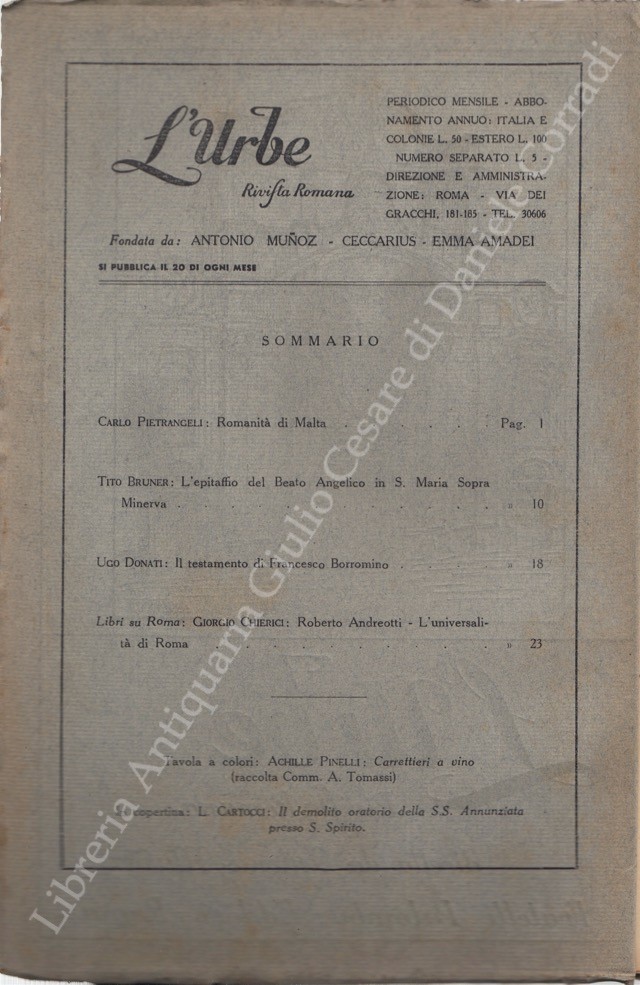 L'Urbe
Rivista Romana
PERIODICO MENSILE - ABBO-
NAMENTO ANNUO: ITALIA E
COLONIE L. 50 - ESTERO L. 100
NUMERO SEPARATO L. 5 -
DIREZIONE E AMMINISTRA-
ZIONE: ROMA - VIA DEI
GRACCHI, 181-185 - TEL. 30606
Fondata da: ANTONIO MUÑOZ - CECCARIUS - EMMA AMADEI
SI PUBBLICA IL 20 DI OGNI MESE
SOMMARIO
CARLO PIETRANGELI: Romanità di Malta . . . . . Pag. 1
TITO BRUNER: L'epitaffio del Beato Angelico in S. Maria Sopra
Minerva . . . . . . . . . . . » 10
UGO DONATI: Il testamento di Francesco Borromino . . . . » 18
Libri su Roma: GIORGIO CHIERICI: Roberto Andreotti - L'universali-
tà di Roma . . . . . . . . . » 23
Tavola a colori: ACHILLE PINELLI: Carrettieri a vino
(raccolta Comm. A. Tomassi)
copertina: L. CARTOCCI: Il demolito oratorio della S.S. Annunziata
presso S. Spirito.
Libreria Antiquaria Giulio Cesare di Daniele Corradi